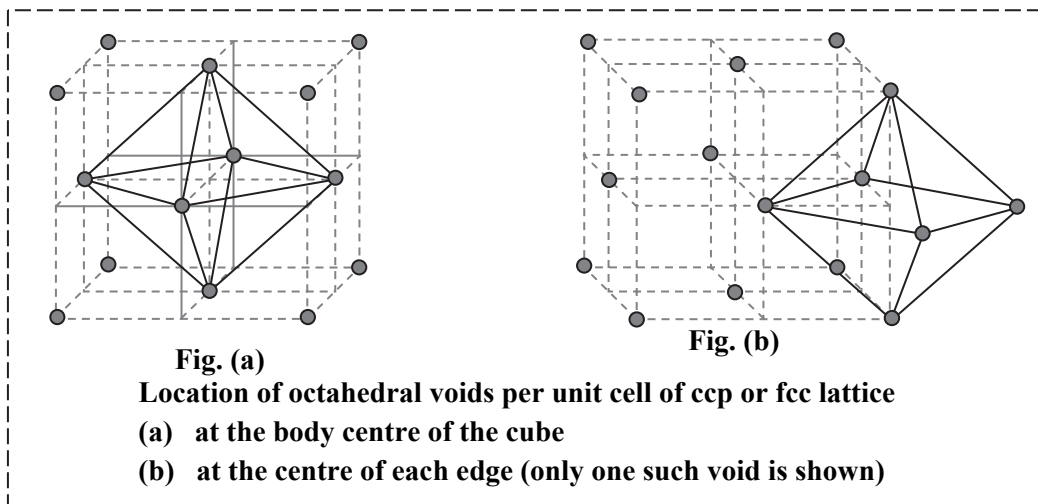 Fig. (a)
Fig. (b)
Location of octahedral voids per unit cell of ccp or fcc lattice
(a) at the body centre of the cube
(b) at the centre of each edge (only one such void is shown)